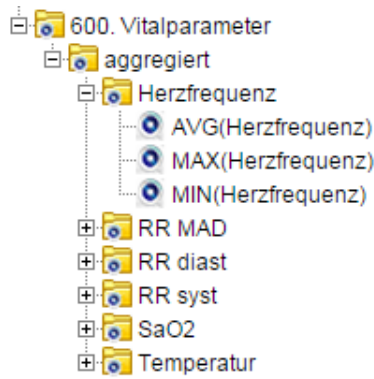 600. Vitalparameter
aggregiert
Herzfrequenz
AVG(Herzfrequenz)
MAX(Herzfrequenz)
MIN(Herzfrequenz)
RR MAD
RR diast
RR syst
SaO2
Temperatur